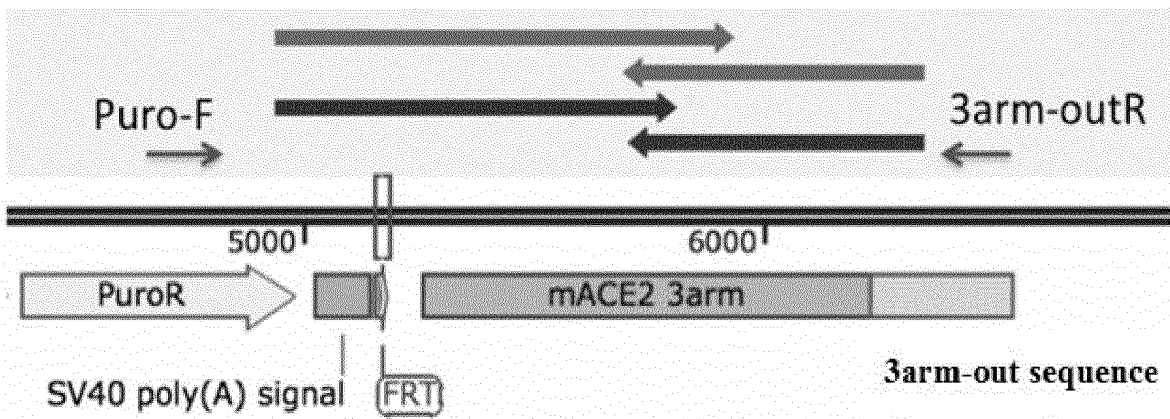 Puro-F
3arm-outR
5000
6000
PuroR
mACE2 3arm
SV40 poly(A) signal
FRT
3arm-out sequence